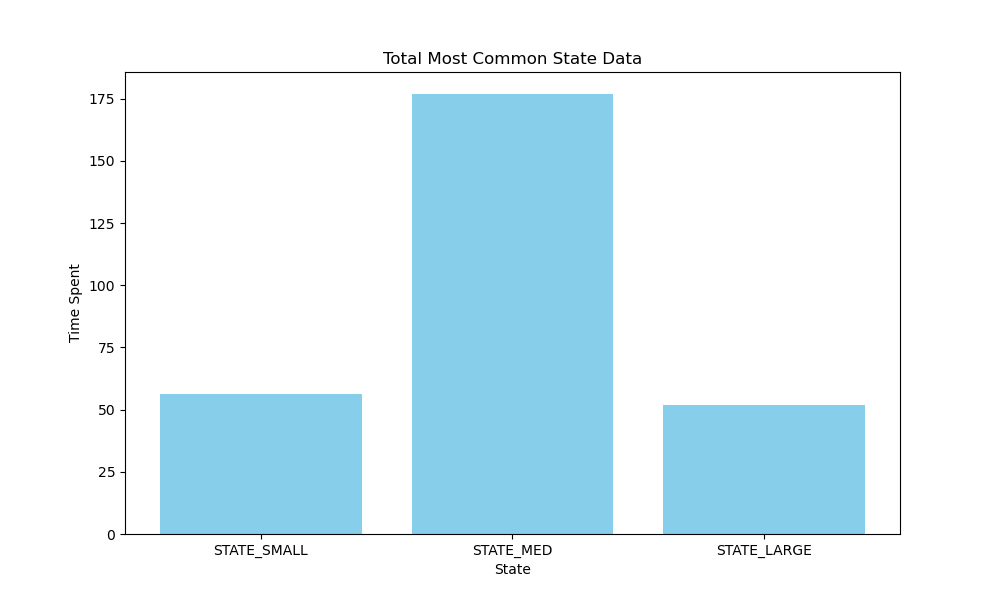 Total Most Common State Data
175
150
125
100
75
50
25
0
Time Spent
STATE_SMALL
STATE_MED
STATE_LARGE
State